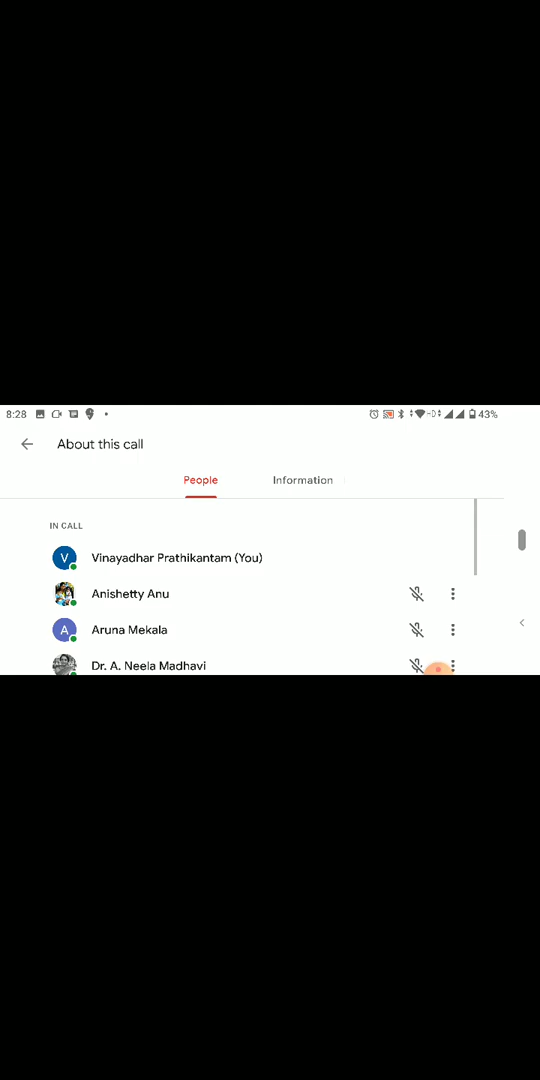 8:28 43%
About this call
People Information
IN CALL
V Vinayadhar Prathikantam (You)
Anishetty Anu
A Aruna Mekala
Dr. A. Neela Madhavi